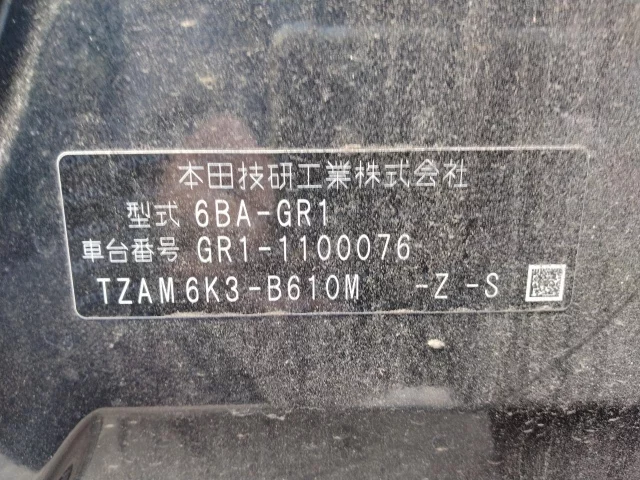 本田技研工業株式会社
型式 6BA-GR1
車台番号 GR1-1100076
TZAM6K3-B610M -Z-S